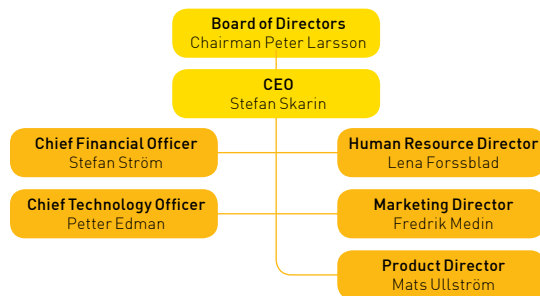 Board of Directors
Chairman Peter Larsson
CEO
Stefan Skarin
Chief Financial Officer
Stefan Ström
Human Resource Director
Lena Forssblad
Chief Technology Officer
Petter Edman
Marketing Director
Fredrik Medin
Product Director
Mats Ullström